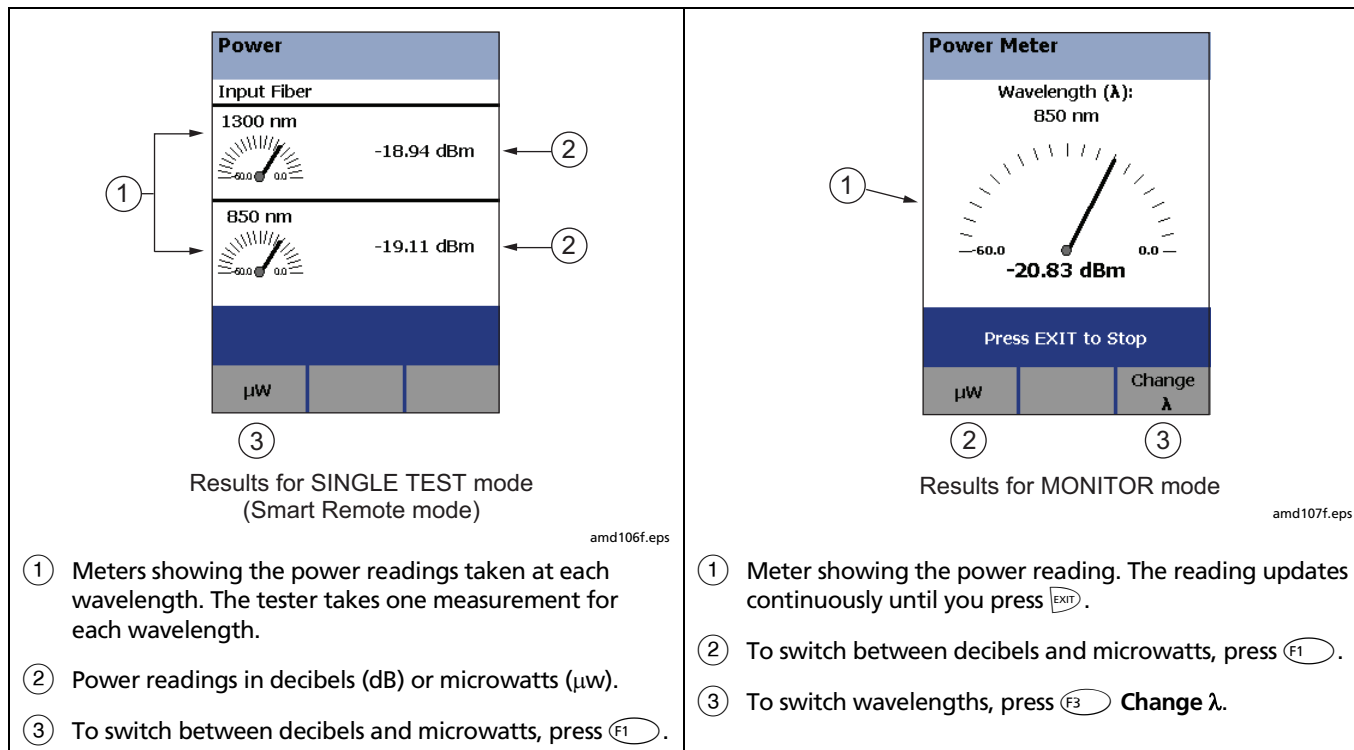 Power
Input Fiber
1300 nm
-18.94 dBm
-60.0 0.0
850 nm
-19.11 dBm
-60.0 0.0
1
2
2
µW
3
Results for SINGLE TEST mode
(Smart Remote mode)
amd106f.eps
1 Meters showing the power readings taken at each
wavelength. The tester takes one measurement for
each wavelength.
2 Power readings in decibels (dB) or microwatts (µw).
3 To switch between decibels and microwatts, press F1 .
Power Meter
Wavelength (λ):
850 nm
1
-60.0 0.0
-20.83 dBm
Press EXIT to Stop
µW
Change
λ
2 3
Results for MONITOR mode
amd107f.eps
1 Meter showing the power reading. The reading updates
continuously until you press EXIT .
2 To switch between decibels and microwatts, press F1 .
3 To switch wavelengths, press F3 Change λ.